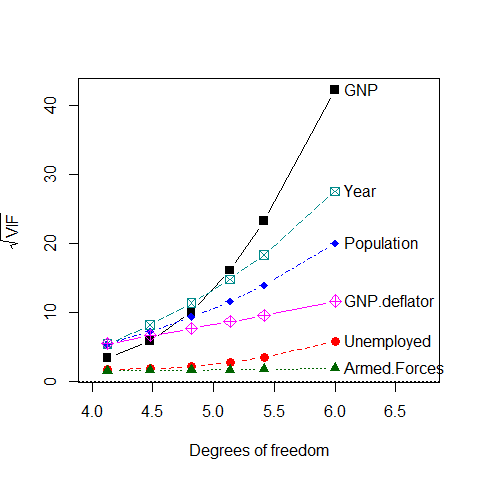 40
30
20
10
0
√VIF
GNP
Year
Population
GNP.deflator
Unemployed
Armed.Forces
4.0 4.5 5.0 5.5 6.0 6.5
Degrees of freedom